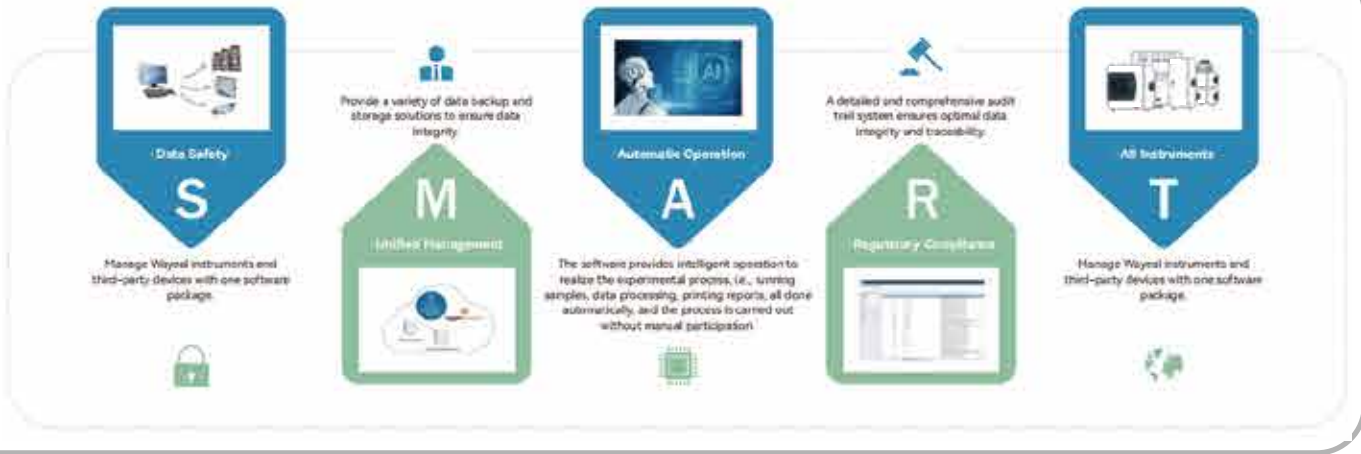 Data Safety
S
Manage Wayeal instruments and
third-party devices with one software
package.
Provide a variety of data backup and
storage solutions to ensure data
integrity
M
Unified Management
AI
Automatic Operation
A
The software provides intelligent operation to
realize the experimental process, i.e., running
samples, data processing, printing reports, all done
automatically, and the process is carried out
without manual participation
A detailed and comprehensive audit
trail system ensures optimal data
integrity and traceability.
R
Regulatory Compliance
All Instruments
T
Manage Wayeal instruments and
third-party devices with one software
package.